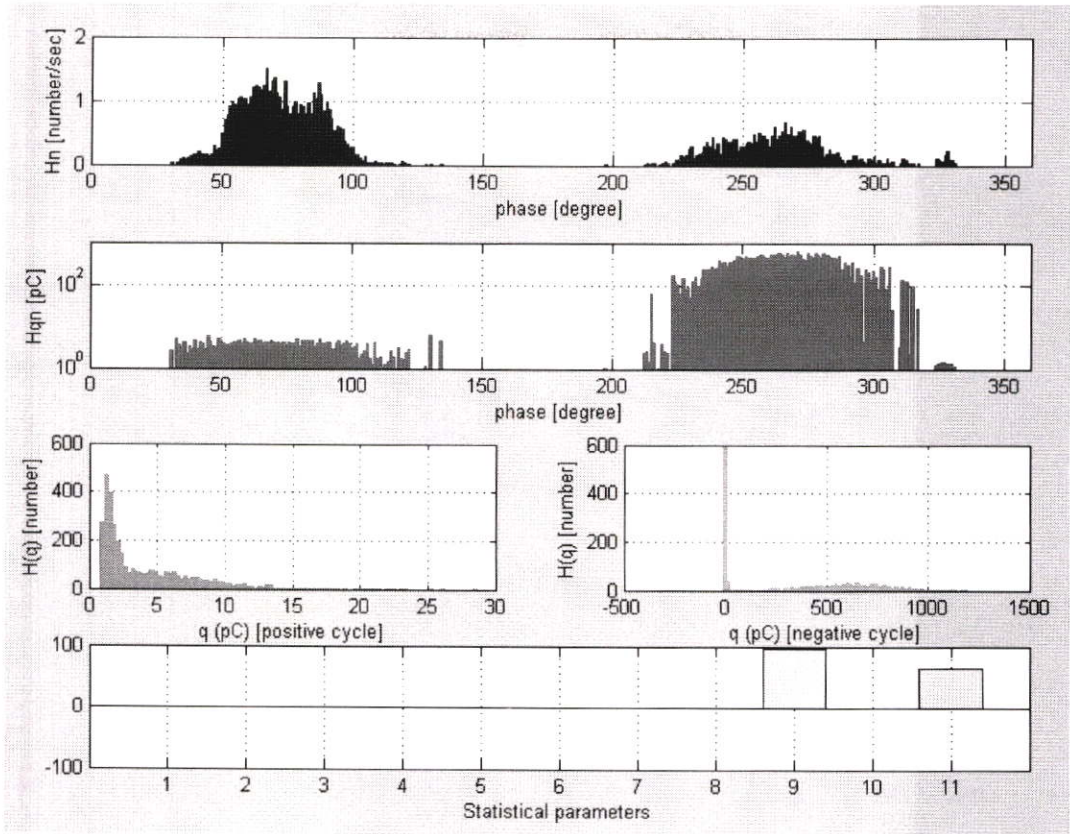 2
1
0
Hn [number/sec]
0 50 100 150 200 250 300 350
phase [degree]
10²
10⁰
Hqn [pC]
0 50 100 150 200 250 300 350
phase [degree]
600
400
200
0
H(q) [number]
0 5 10 15 20 25 30
q (pC) [positive cycle]
600
400
200
0
H(q) [number]
-500 0 500 1000 1500
q (pC) [negative cycle]
100
0
-100
1 2 3 4 5 6 7 8 9 10 11
Statistical parameters